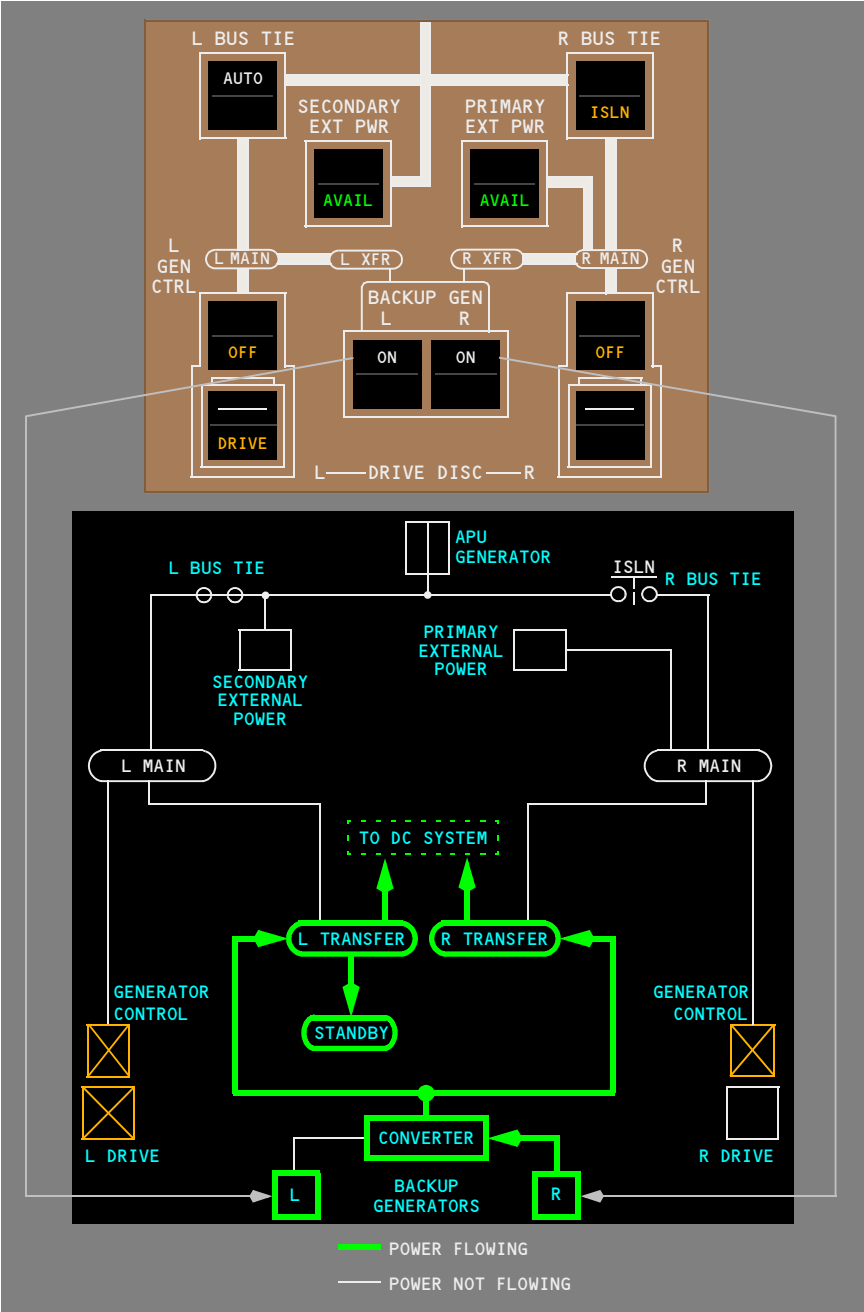 L BUS TIE
R BUS TIE
AUTO
SECONDARY
EXT PWR
PRIMARY
EXT PWR
ISLN
AVAIL
AVAIL
L
GEN
CTRL
L MAIN
L XFR
R XFR
R MAIN
R
GEN
CTRL
BACKUP GEN
L
R
OFF
ON
ON
OFF
DRIVE
L
DRIVE DISC
R
APU
GENERATOR
L BUS TIE
ISLN
R BUS TIE
SECONDARY
EXTERNAL
POWER
PRIMARY
EXTERNAL
POWER
L MAIN
R MAIN
TO DC SYSTEM
L TRANSFER
R TRANSFER
GENERATOR
CONTROL
STANDBY
GENERATOR
CONTROL
L DRIVE
CONVERTER
R DRIVE
L
BACKUP
GENERATORS
R
POWER FLOWING
POWER NOT FLOWING